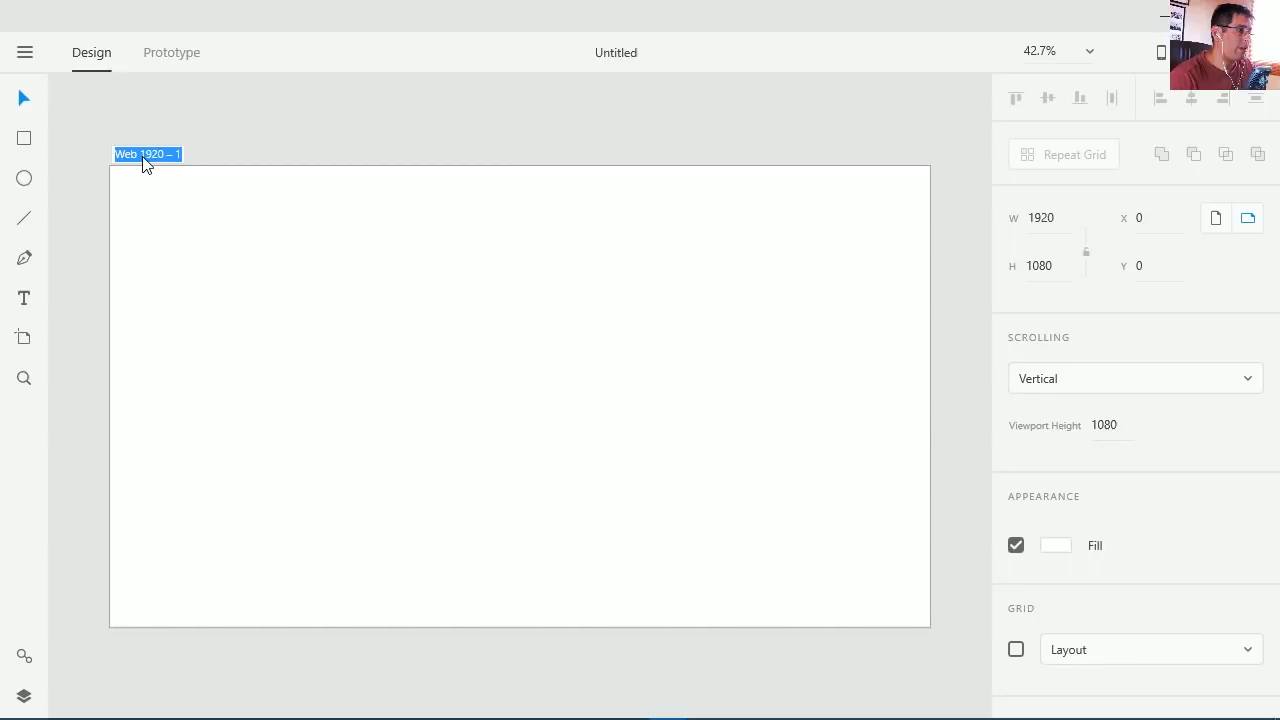 Design
Prototype
Untitled
42.7%
Web 1920 – 1
Repeat Grid
W 1920
X 0
H 1080
Y 0
SCROLLING
Vertical
Viewport Height 1080
APPEARANCE
Fill
GRID
Layout